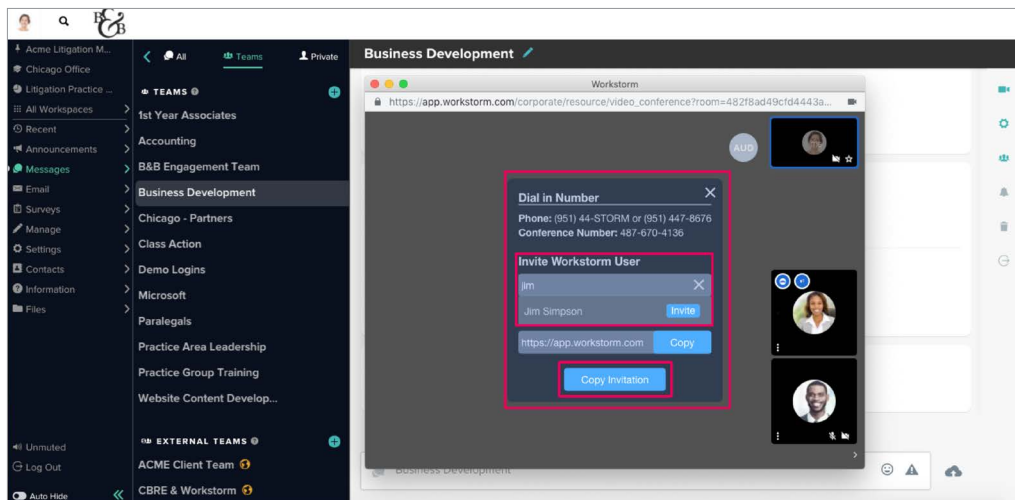 B&B
Acme Litigation M...
Chicago Office
Litigation Practice ...
All Workspaces
Recent
Announcements
Messages
Email
Surveys
Manage
Settings
Contacts
Information
Files
Unmuted
Log Out
Auto Hide
All
Teams
Private
TEAMS
1st Year Associates
Accounting
B&B Engagement Team
Business Development
Chicago - Partners
Class Action
Demo Logins
Microsoft
Paralegals
Practice Area Leadership
Practice Group Training
Website Content Develop...
EXTERNAL TEAMS
ACME Client Team
CBRE & Workstorm
Business Development
Workstorm
https://app.workstorm.com/corporate/resource/video_conference?room=482f8ad49cfd4443a...
AUD
Dial in Number
Phone: (951) 44-STORM or (951) 447-8676
Conference Number: 487-670-4136
Invite Workstorm User
jim
Jim Simpson
Invite
https://app.workstorm.com
Copy
Copy Invitation
Business Development